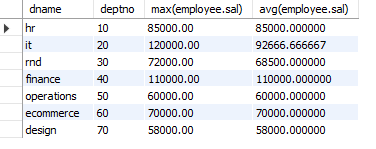 dname deptno max(employee.sal) avg(employee.sal)
hr 10 85000.00 85000.000000
it 20 120000.00 92666.666667
rnd 30 72000.00 68500.000000
finance 40 110000.00 110000.000000
operations 50 60000.00 60000.000000
ecommerce 60 70000.00 70000.000000
design 70 58000.00 58000.000000